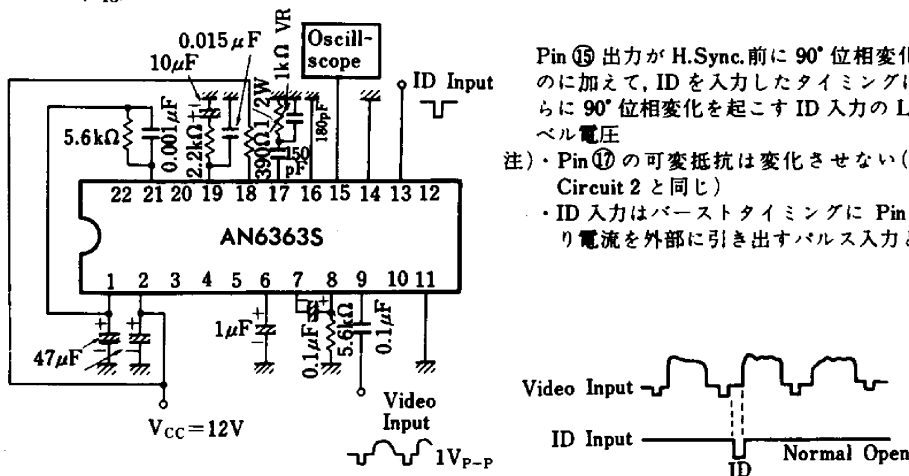 0.015μF
10μF
1kΩ VR
Oscill-
scope
ID Input
5.6kΩ
0.001μF
2.2kΩ
390Ω1/2W
150
pF
180pF
22 21 20 19 18 17 16 15 14 13 12
AN6363S
1 2 3 4 5 6 7 8 9 10 11
47μF
1μF
0.1μF
5.6kΩ
0.1μF
VCC=12V
Video
Input
1VP-P
Pin ⑮ 出力が H.Sync.前に 90° 位相変化
のに加えて, ID を入力したタイミングに
らに 90° 位相変化を起こす ID 入力の L
ベル電圧
注)・Pin⑰ の可変抵抗は変化させない(
Circuit 2 と同じ)
・ID 入力はバーストタイミングに Pin
り電流を外部に引き出すパルス入力と
Video Input
ID Input
Normal Open
ID